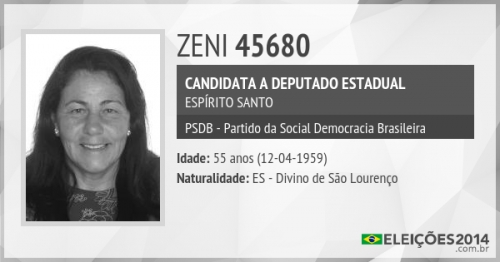 ZENI 45680
CANDIDATA A DEPUTADO ESTADUAL
ESPÍRITO SANTO
PSDB - Partido da Social Democracia Brasileira
Idade: 55 anos (12-04-1959)
Naturalidade: ES - Divino de São Lourenço
ELEIÇÕES2014
.com.br